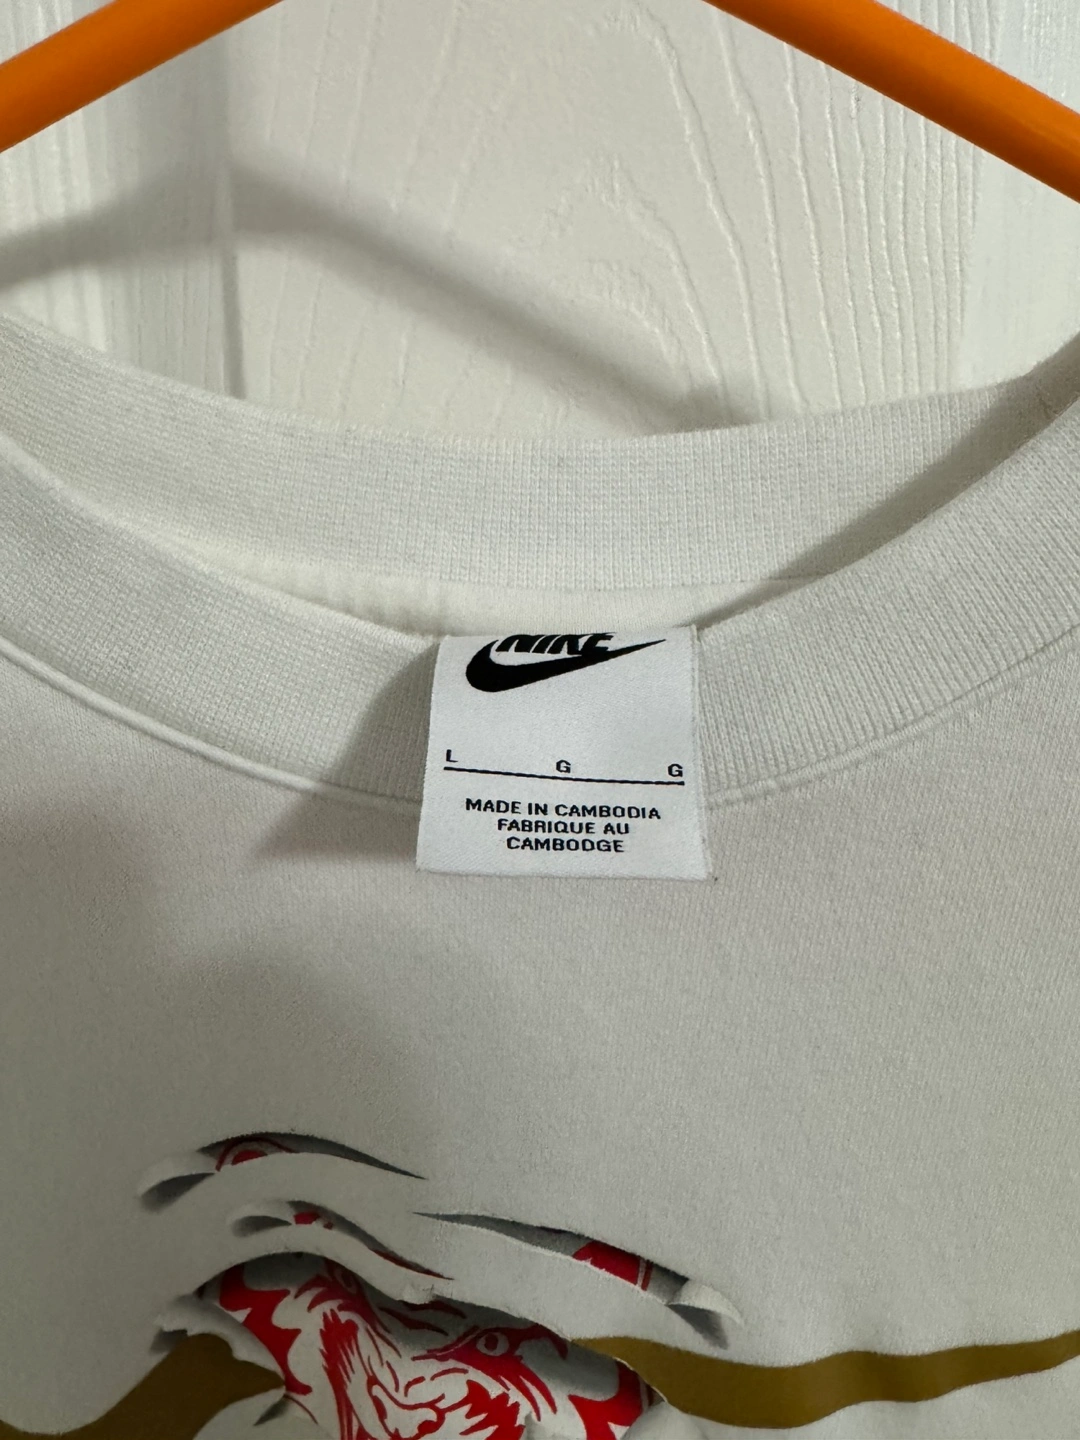 NIKE
L G G
MADE IN CAMBODIA
FABRIQUE AU
CAMBODGE